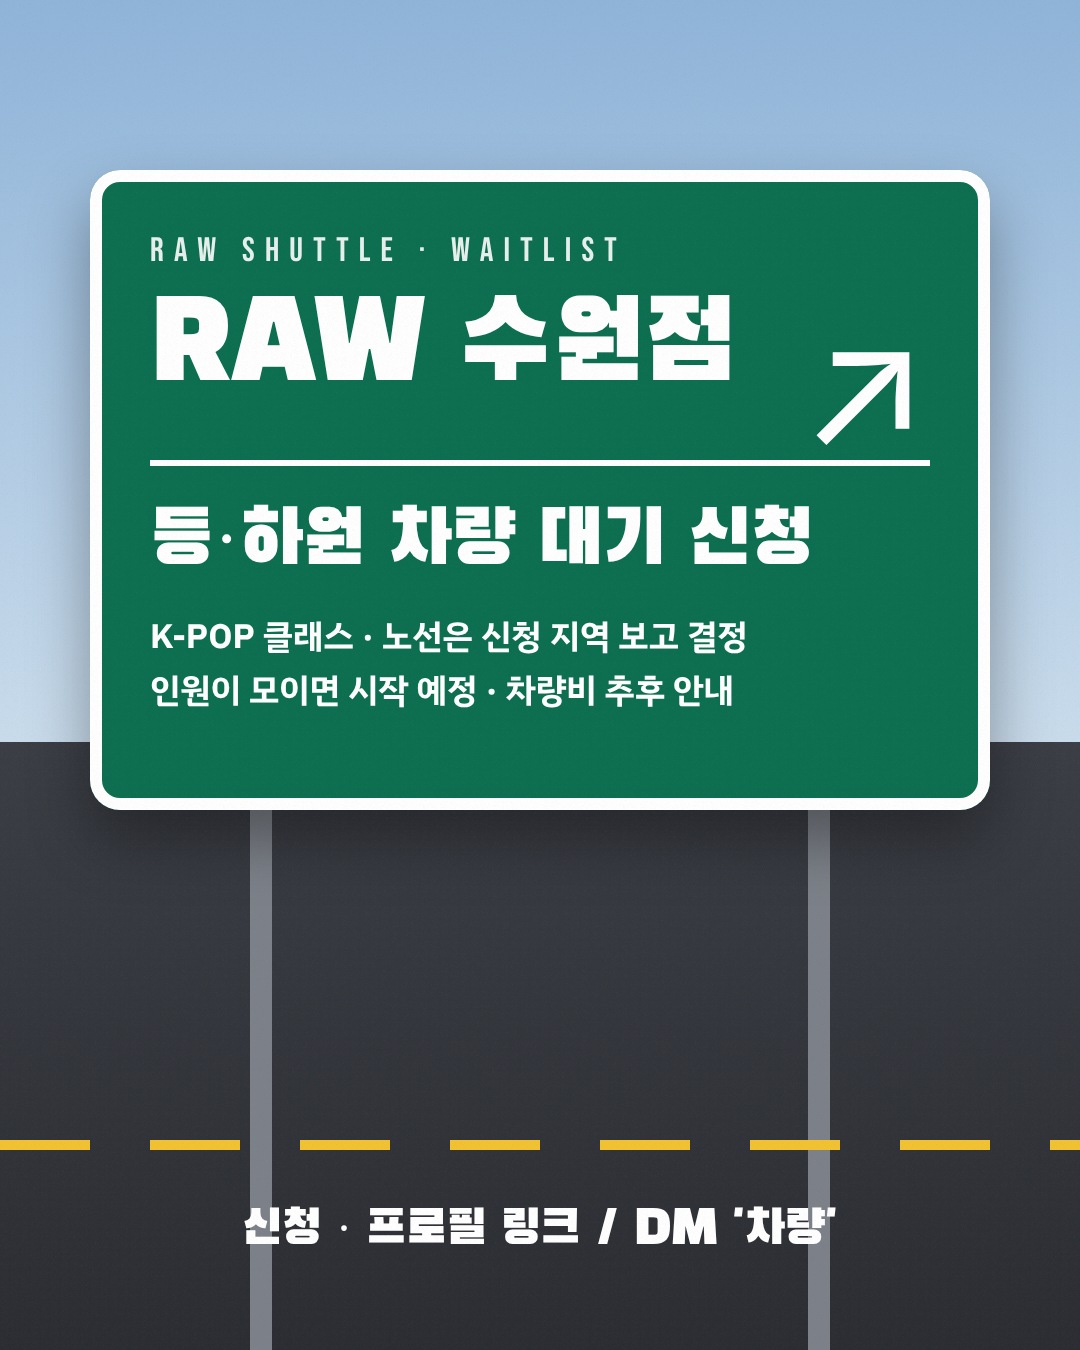 RAW SHUTTLE · WAITLIST
RAW 수원점
등·하원 차량 대기 신청
K-POP 클래스 · 노선은 신청 지역 보고 결정
인원이 모이면 시작 예정 · 차량비 추후 안내
신청 · 프로필 링크 / DM '차량'